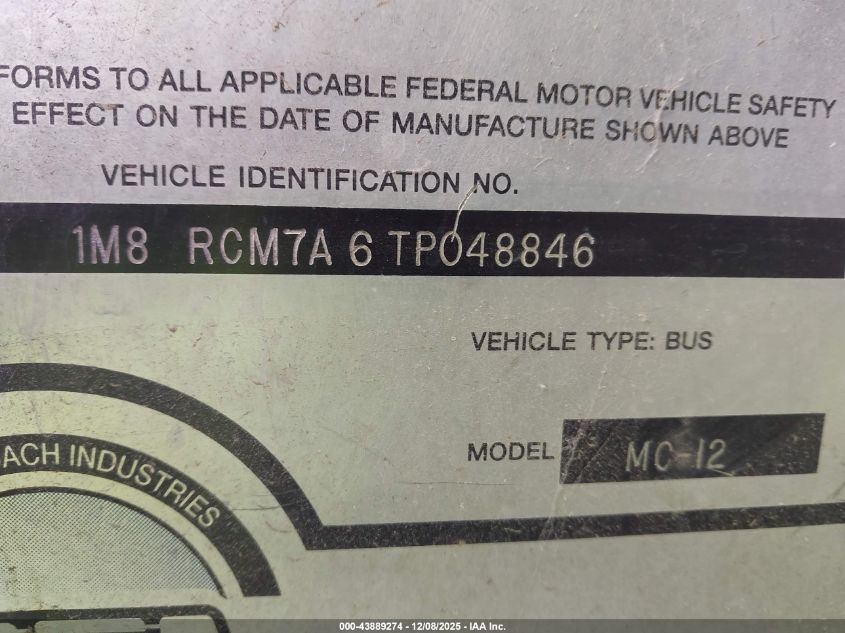 FORMS TO ALL APPLICABLE FEDERAL MOTOR VEHICLE SAFETY
EFFECT ON THE DATE OF MANUFACTURE SHOWN ABOVE
VEHICLE IDENTIFICATION NO.
1M8 RCM7A 6 TP048846
VEHICLE TYPE: BUS
MODEL MC-12
ACH INDUSTRIES
000-43889274 - 12/08/2025 - IAA Inc.